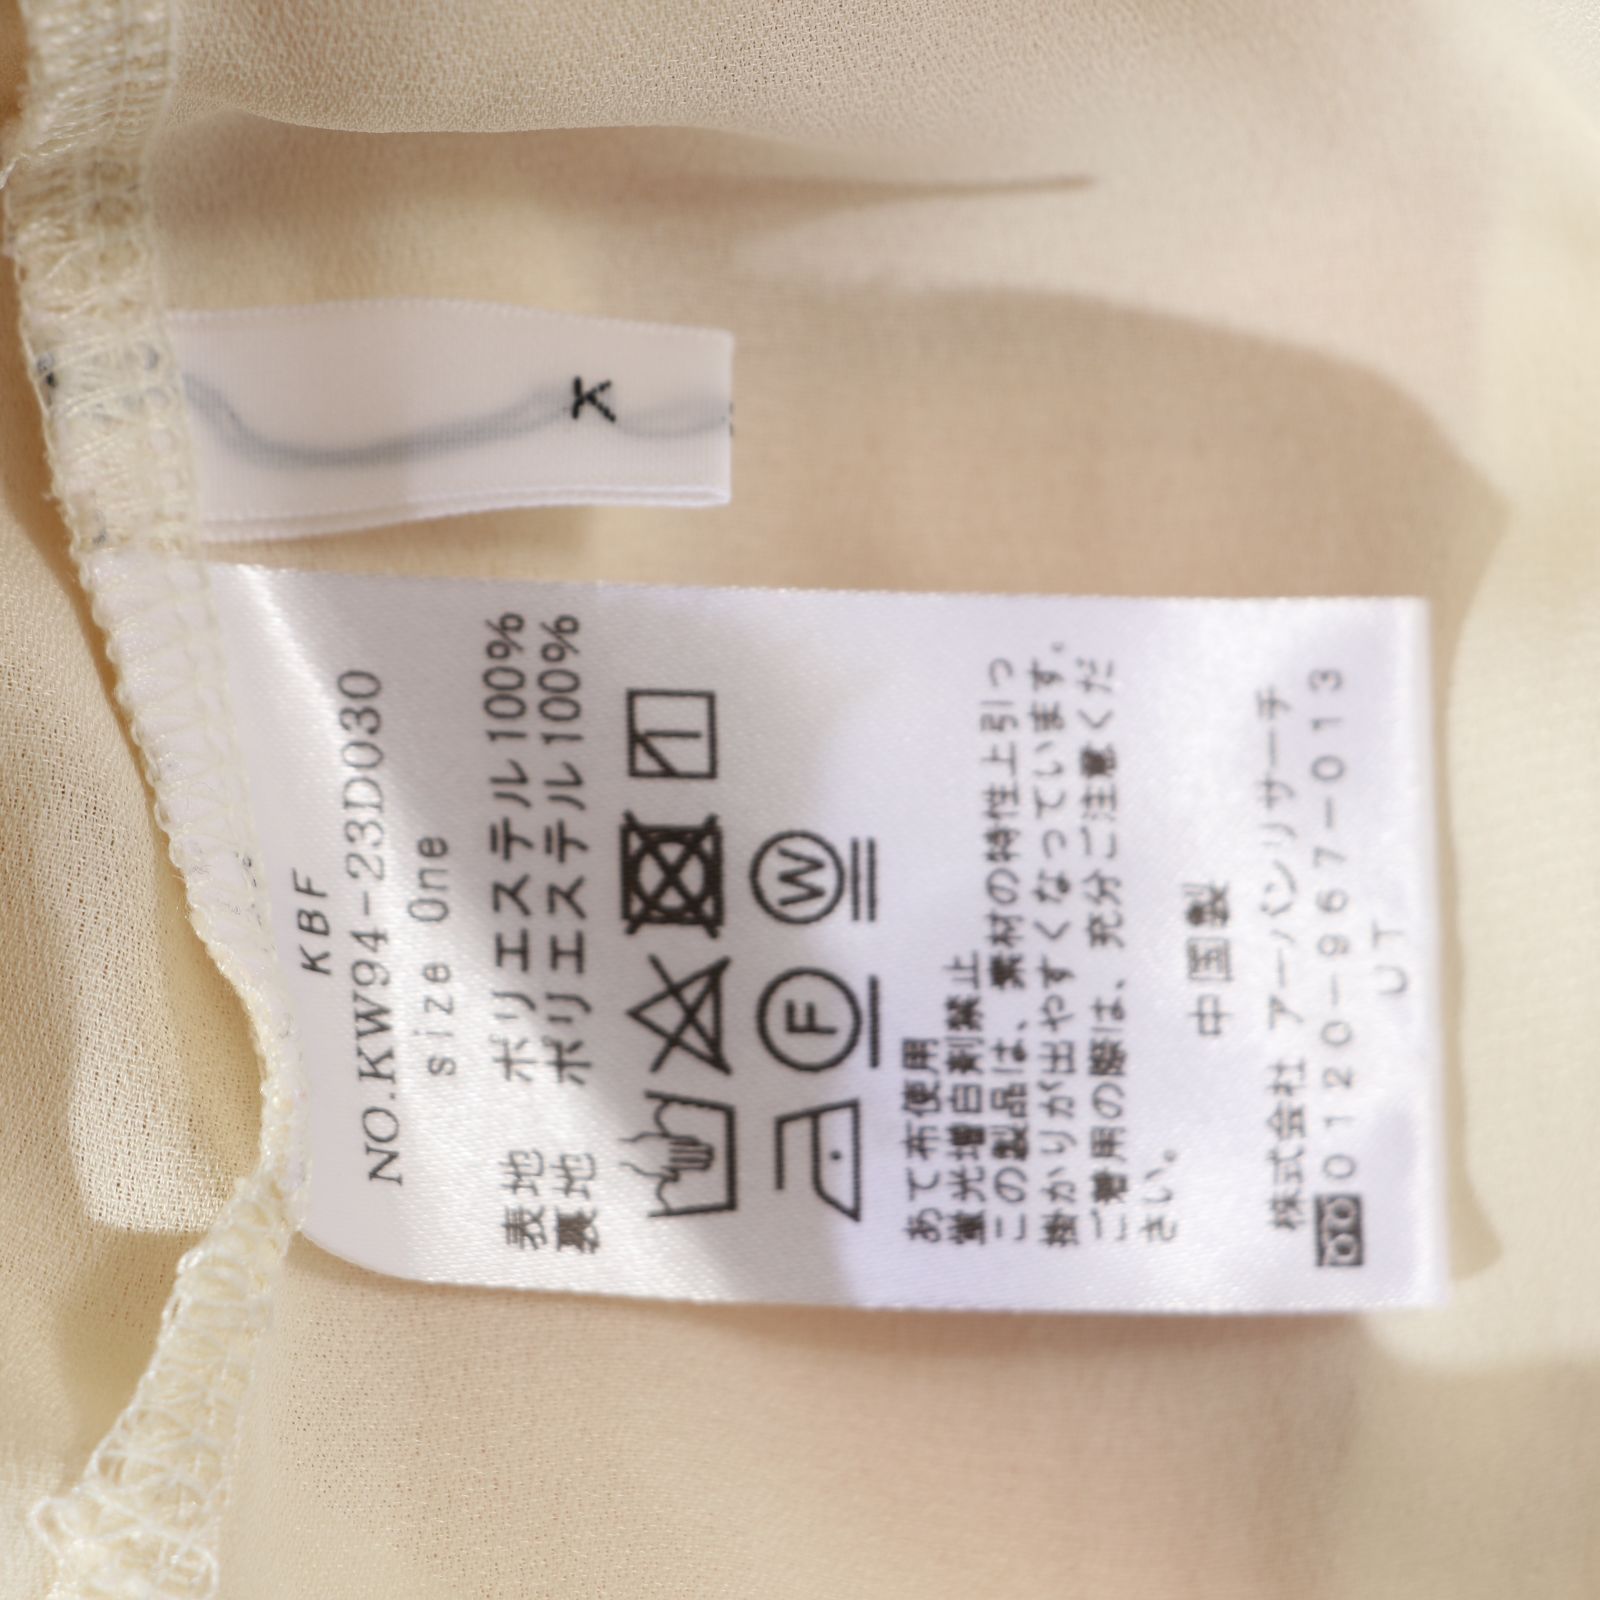 K
KBF
NO.KW94-23D030
size One
表地 ポリエステル100%
裏地 ポリエステル100%
F
W
あて布使用
蛍光増白剤禁止
この製品は、素材の特性上引っ
掛かりが出やすくなっています。
ご着用の際は、充分ご注意くだ
さい。
中国製
株式会社 アーバンリサーチ
0120-967-013
UT